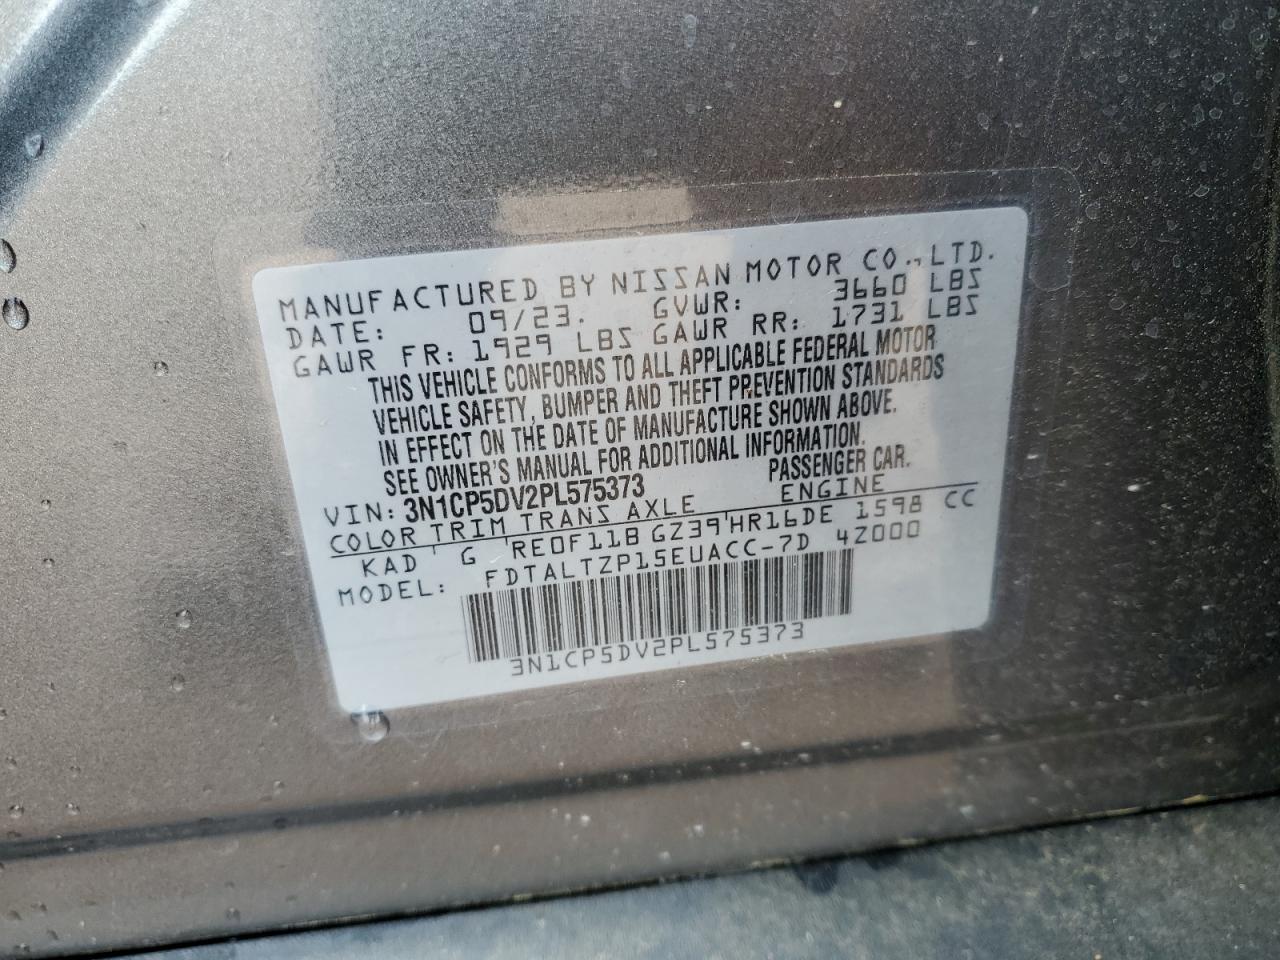 MANUFACTURED BY NISSAN MOTOR CO., LTD.
DATE: 09/23. GVWR: 3660 LBS
GAWR FR: 1929 LBS GAWR RR: 1731 LBS
THIS VEHICLE CONFORMS TO ALL APPLICABLE FEDERAL MOTOR
VEHICLE SAFETY, BUMPER AND THEFT PREVENTION STANDARDS
IN EFFECT ON THE DATE OF MANUFACTURE SHOWN ABOVE.
SEE OWNER'S MANUAL FOR ADDITIONAL INFORMATION.
VIN: 3N1CP5DV2PL575373 PASSENGER CAR.
COLOR TRIM TRANS AXLE ENGINE
KAD G RE0F11B GZ39 HR16DE 1598 CC
MODEL: FDTALTZP15EUACC-7D 4Z000
3N1CP5DV2PL575373